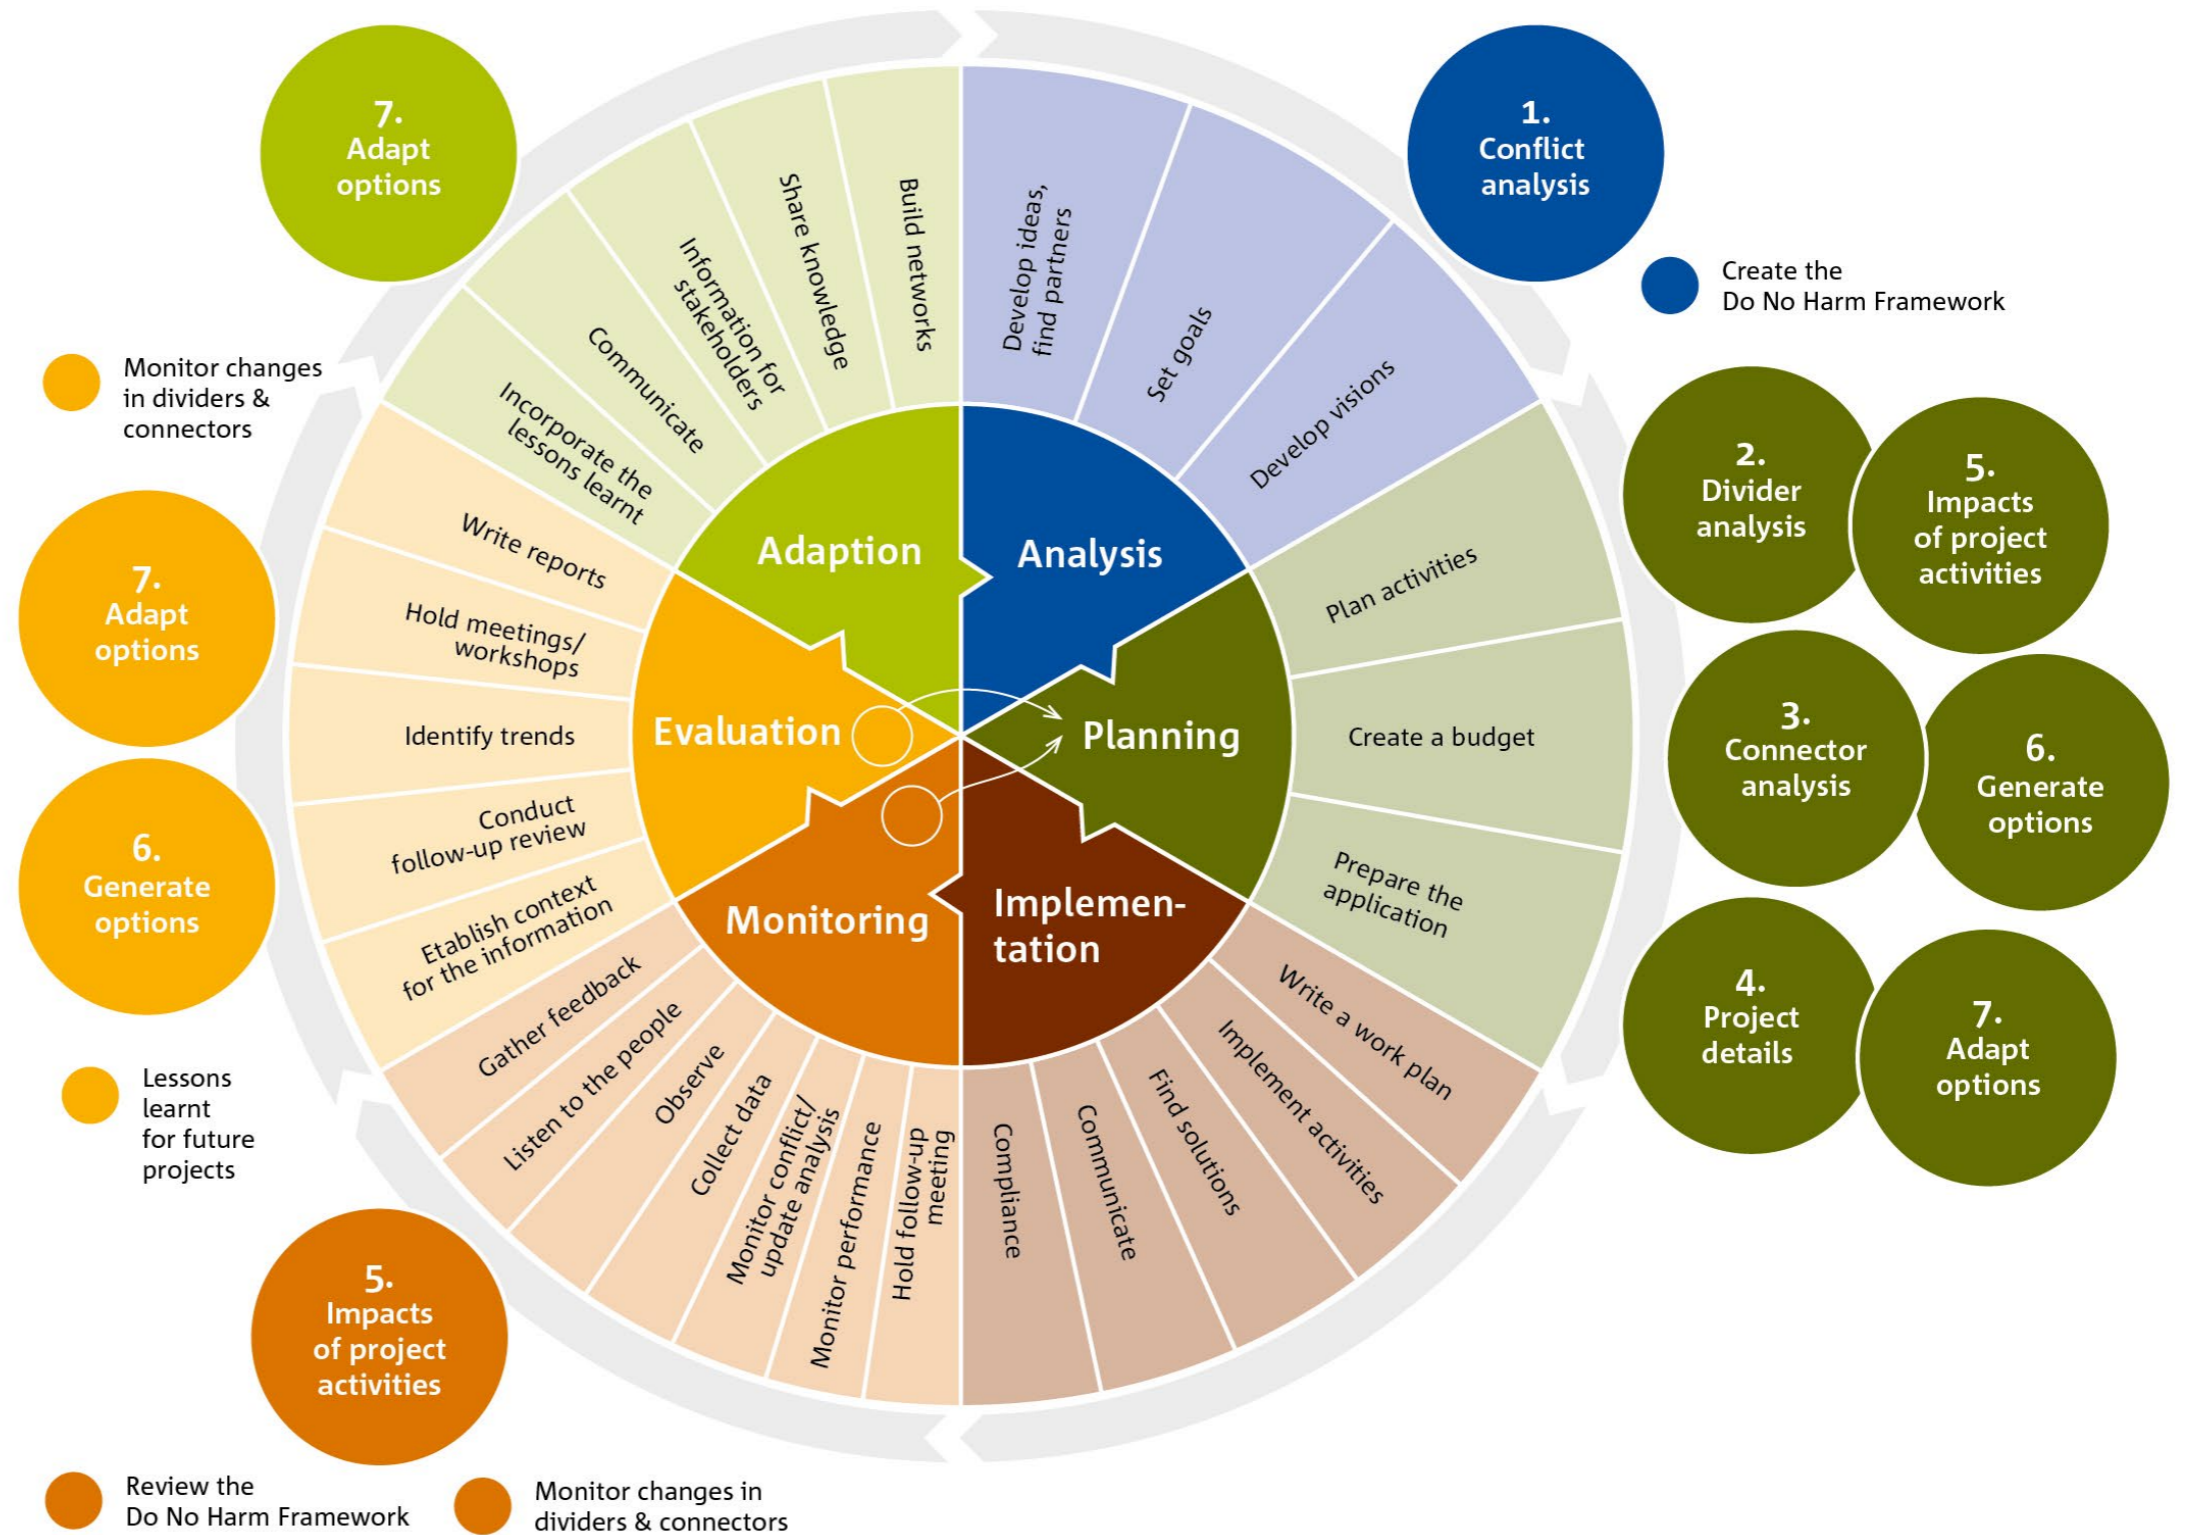 7.
Adapt
options
1.
Conflict
analysis
Create the
Do No Harm Framework
Monitor changes
in dividers &
connectors
2.
Divider
analysis
5.
Impacts
of project
activities
3.
Connector
analysis
6.
Generate
options
4.
Project
details
7.
Adapt
options
7.
Adapt
options
6.
Generate
options
Lessons
learnt
for future
projects
5.
Impacts
of project
activities
Review the
Do No Harm Framework
Monitor changes in
dividers & connectors
Analysis
Develop ideas,
find partners
Set goals
Develop visions
Planning
Plan activities
Create a budget
Prepare the
application
Implemen-
tation
Write a work plan
Implement activities
Find solutions
Communicate
Compliance
Monitoring
Hold follow-up
meeting
Monitor performance
Monitor conflict/
update analysis
Collect data
Observe
Listen to the people
Gather feedback
Evaluation
Etablish context
for the information
Conduct
follow-up review
Identify trends
Hold meetings/
workshops
Write reports
Adaption
Incorporate the
lessons learnt
Communicate
Information for
stakeholders
Share knowledge
Build networks